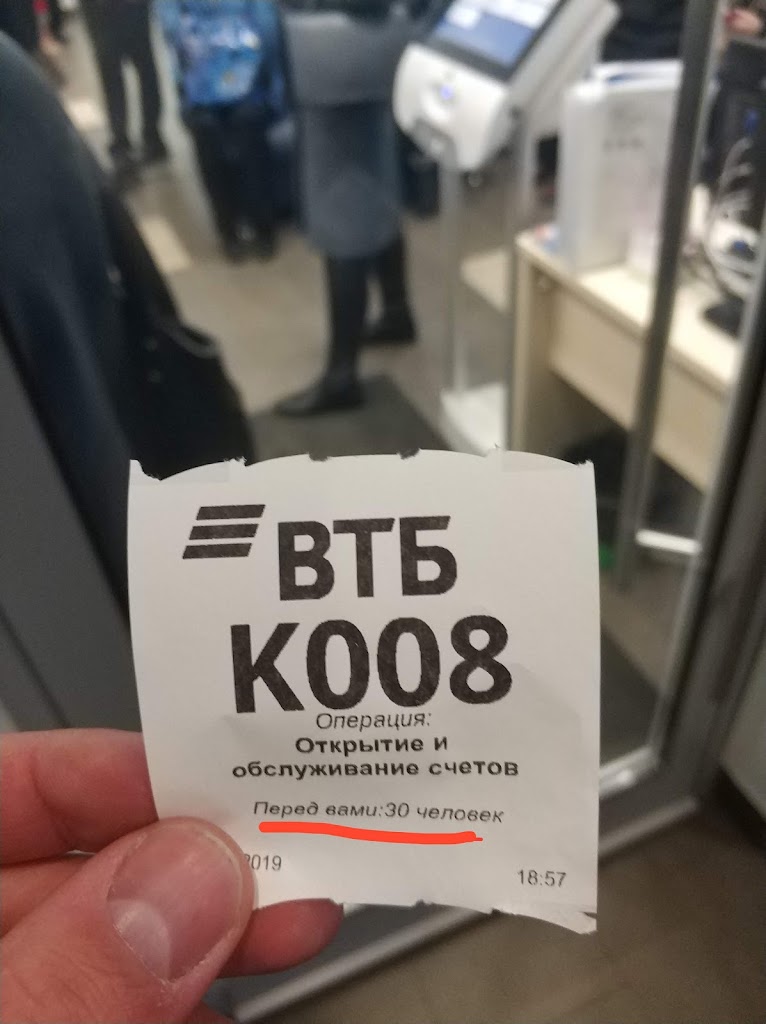 ВТБ
К008
Операция:
Открытие и
обслуживание счетов
Перед вами:30 человек
2019
18:57